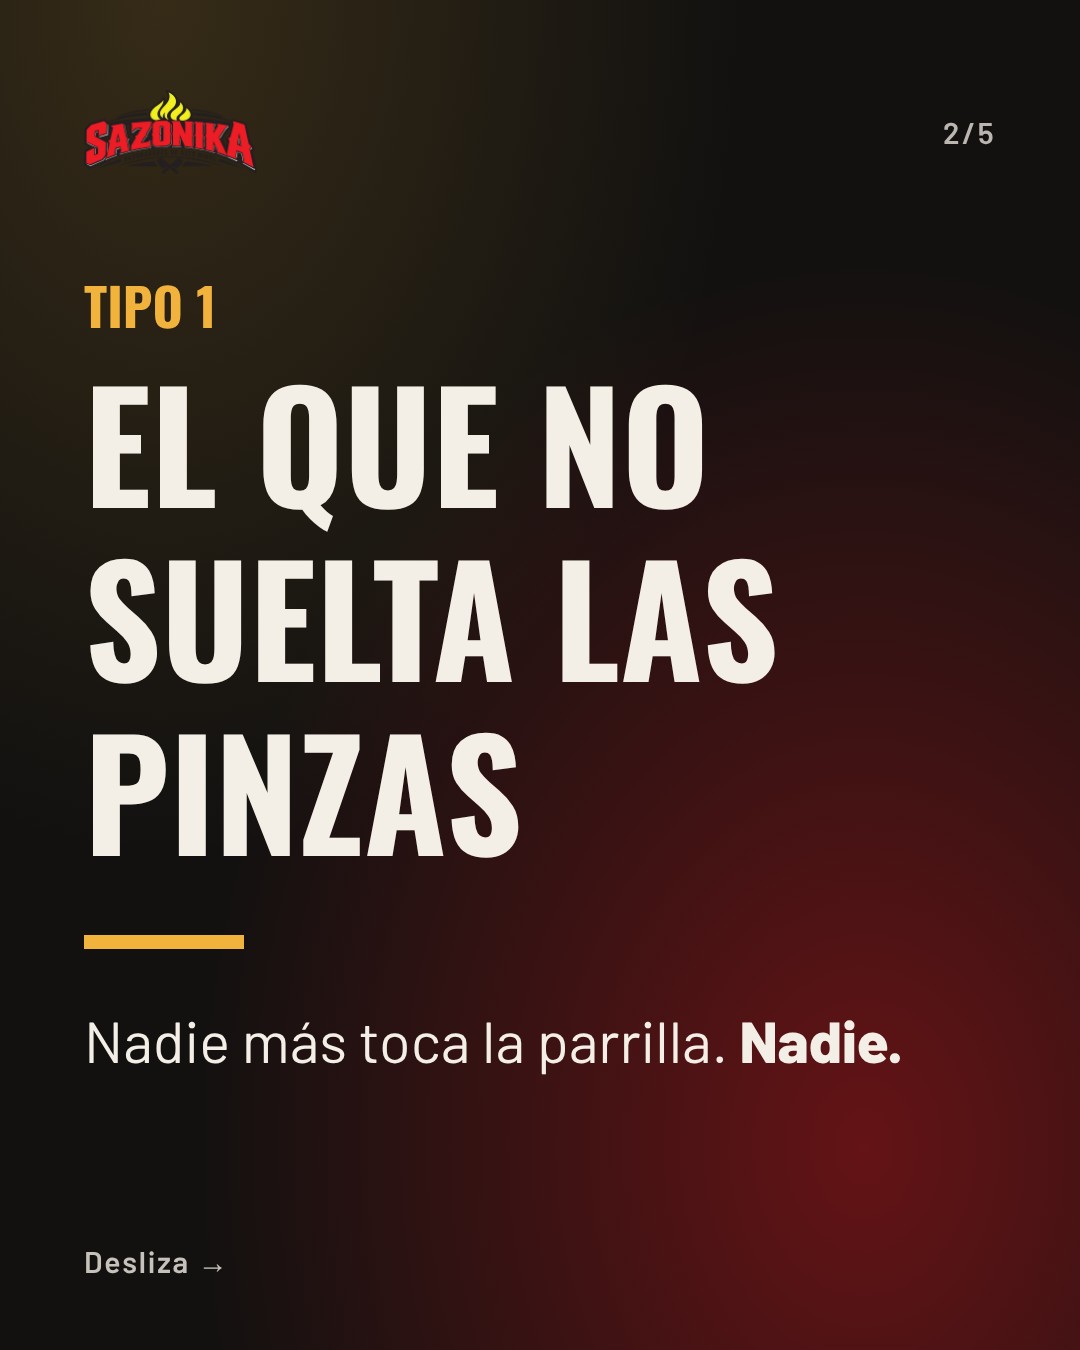 SAZONIKA
2/5
TIPO 1
EL QUE NO
SUELTA LAS
PINZAS
Nadie más toca la parrilla. Nadie.
Desliza →